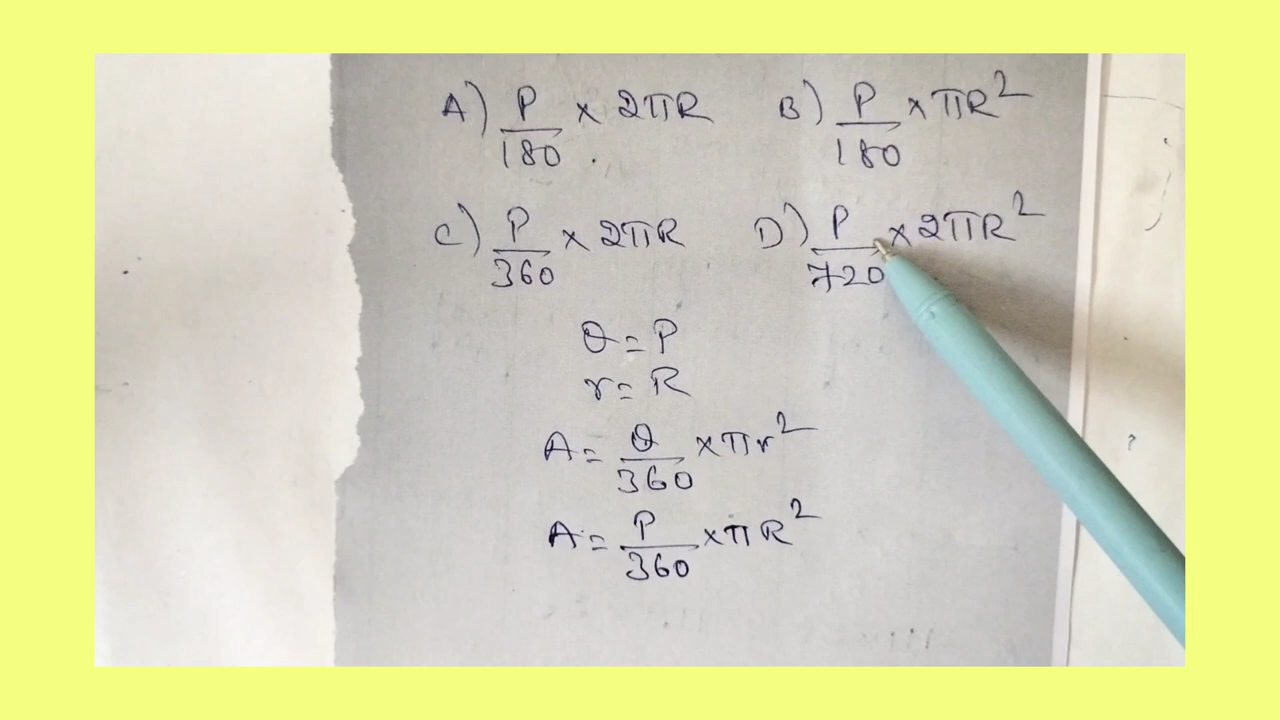 A) P/180 × 2πR B) P/180 × πR²
C) P/360 × 2πR D) P/720 × 2πR²
θ = P
r = R
A = θ/360 × πr²
A = P/360 × πR²